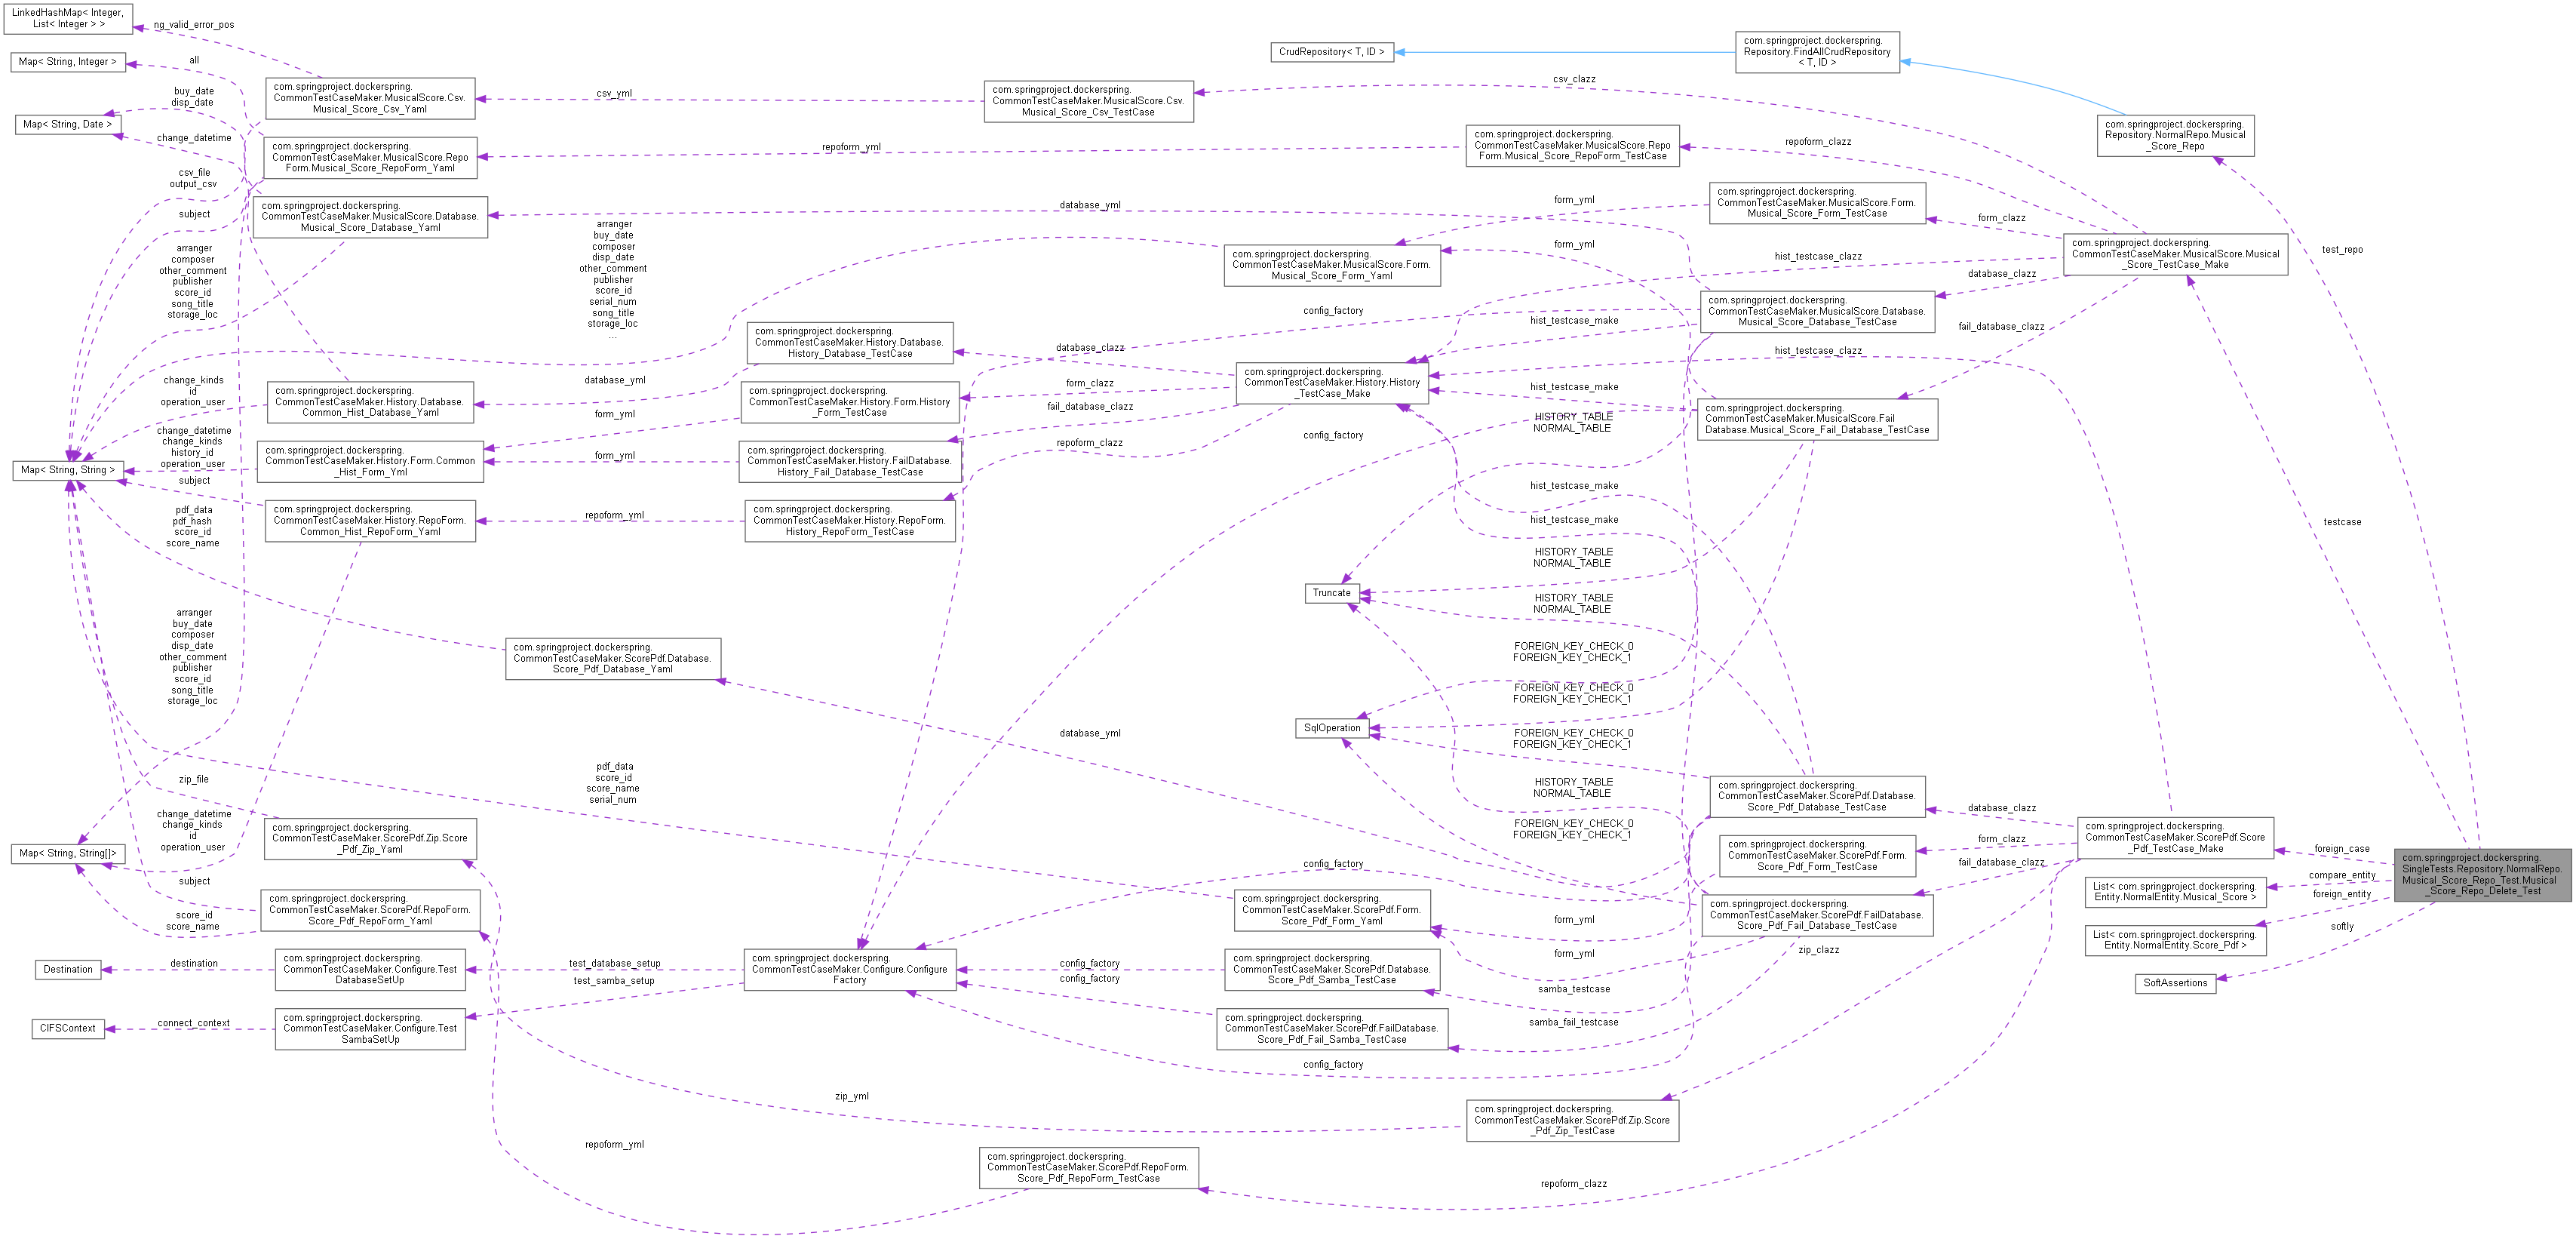 LinkedHashMap< Integer,
List< Integer > >
Map< String, Integer >
Map< String, Date >
Map< String, String >
Map< String, String[]>
Destination
CIFSContext
ng_valid_error_pos
all
buy_date
disp_date
change_datetime
csv_file
output_csv
subject
arranger
composer
other_comment
publisher
score_id
song_title
storage_loc
change_kinds
id
operation_user
change_datetime
change_kinds
history_id
operation_user
subject
pdf_data
pdf_hash
score_id
score_name
arranger
buy_date
composer
disp_date
other_comment
publisher
score_id
song_title
storage_loc
zip_file
change_datetime
change_kinds
id
operation_user
subject
score_id
score_name
destination
connect_context
com.springproject.dockerspring.
CommonTestCaseMaker.MusicalScore.Csv.
Musical_Score_Csv_Yaml
com.springproject.dockerspring.
CommonTestCaseMaker.MusicalScore.Repo
Form.Musical_Score_RepoForm_Yaml
com.springproject.dockerspring.
CommonTestCaseMaker.MusicalScore.Database.
Musical_Score_Database_Yaml
com.springproject.dockerspring.
CommonTestCaseMaker.History.Database.
Common_Hist_Database_Yaml
com.springproject.dockerspring.
CommonTestCaseMaker.History.Form.Common
_Hist_Form_Yml
com.springproject.dockerspring.
CommonTestCaseMaker.History.RepoForm.
Common_Hist_RepoForm_Yaml
com.springproject.dockerspring.
CommonTestCaseMaker.ScorePdf.Zip.Score
_Pdf_Zip_Yaml
com.springproject.dockerspring.
CommonTestCaseMaker.ScorePdf.RepoForm.
Score_Pdf_RepoForm_Yaml
com.springproject.dockerspring.
CommonTestCaseMaker.Configure.Test
DatabaseSetUp
com.springproject.dockerspring.
CommonTestCaseMaker.Configure.Test
SambaSetUp
csv_yml
repoform_yml
arranger
buy_date
composer
disp_date
other_comment
publisher
score_id
serial_num
song_title
storage_loc
...
database_yml
form_yml
form_yml
repoform_yml
com.springproject.dockerspring.
CommonTestCaseMaker.ScorePdf.Database.
Score_Pdf_Database_Yaml
pdf_data
score_id
score_name
serial_num
test_database_setup
test_samba_setup
repoform_yml
com.springproject.dockerspring.
CommonTestCaseMaker.History.Database.
History_Database_TestCase
com.springproject.dockerspring.
CommonTestCaseMaker.History.Form.History
_Form_TestCase
com.springproject.dockerspring.
CommonTestCaseMaker.History.FailDatabase.
History_Fail_Database_TestCase
com.springproject.dockerspring.
CommonTestCaseMaker.History.RepoForm.
History_RepoForm_TestCase
com.springproject.dockerspring.
CommonTestCaseMaker.Configure.Configure
Factory
zip_yml
com.springproject.dockerspring.
CommonTestCaseMaker.MusicalScore.Csv.
Musical_Score_Csv_TestCase
database_yml
database_clazz
form_clazz
fail_database_clazz
repoform_clazz
database_yml
config_factory
config_factory
com.springproject.dockerspring.
CommonTestCaseMaker.ScorePdf.RepoForm.
Score_Pdf_RepoForm_TestCase
CrudRepository< T, ID >
com.springproject.dockerspring.
CommonTestCaseMaker.MusicalScore.Form.
Musical_Score_Form_Yaml
config_factory
com.springproject.dockerspring.
CommonTestCaseMaker.History.History
_TestCase_Make
config_factory
Truncate
SqlOperation
config_factory
com.springproject.dockerspring.
CommonTestCaseMaker.ScorePdf.Form.
Score_Pdf_Form_Yaml
com.springproject.dockerspring.
CommonTestCaseMaker.ScorePdf.Database.
Score_Pdf_Samba_TestCase
com.springproject.dockerspring.
CommonTestCaseMaker.ScorePdf.FailDatabase.
Score_Pdf_Fail_Samba_TestCase
config_factory
com.springproject.dockerspring.
CommonTestCaseMaker.MusicalScore.Repo
Form.Musical_Score_RepoForm_TestCase
csv_clazz
form_yml
form_yml
hist_testcase_make
hist_testcase_make
HISTORY_TABLE
NORMAL_TABLE
hist_testcase_make
hist_testcase_make
HISTORY_TABLE
NORMAL_TABLE
HISTORY_TABLE
NORMAL_TABLE
FOREIGN_KEY_CHECK_0
FOREIGN_KEY_CHECK_1
FOREIGN_KEY_CHECK_0
FOREIGN_KEY_CHECK_1
FOREIGN_KEY_CHECK_0
FOREIGN_KEY_CHECK_1
HISTORY_TABLE
NORMAL_TABLE
FOREIGN_KEY_CHECK_0
FOREIGN_KEY_CHECK_1
form_yml
form_yml
samba_testcase
samba_fail_testcase
com.springproject.dockerspring.
CommonTestCaseMaker.ScorePdf.Zip.Score
_Pdf_Zip_TestCase
repoform_clazz
com.springproject.dockerspring.
Repository.FindAllCrudRepository
< T, ID >
repoform_clazz
com.springproject.dockerspring.
CommonTestCaseMaker.MusicalScore.Form.
Musical_Score_Form_TestCase
hist_testcase_clazz
com.springproject.dockerspring.
CommonTestCaseMaker.MusicalScore.Database.
Musical_Score_Database_TestCase
hist_testcase_clazz
com.springproject.dockerspring.
CommonTestCaseMaker.MusicalScore.Fail
Database.Musical_Score_Fail_Database_TestCase
com.springproject.dockerspring.
CommonTestCaseMaker.ScorePdf.Database.
Score_Pdf_Database_TestCase
com.springproject.dockerspring.
CommonTestCaseMaker.ScorePdf.Form.
Score_Pdf_Form_TestCase
com.springproject.dockerspring.
CommonTestCaseMaker.ScorePdf.FailDatabase.
Score_Pdf_Fail_Database_TestCase
zip_clazz
form_clazz
database_clazz
fail_database_clazz
database_clazz
form_clazz
fail_database_clazz
com.springproject.dockerspring.
Repository.NormalRepo.Musical
_Score_Repo
com.springproject.dockerspring.
CommonTestCaseMaker.MusicalScore.Musical
_Score_TestCase_Make
com.springproject.dockerspring.
CommonTestCaseMaker.ScorePdf.Score
_Pdf_TestCase_Make
List< com.springproject.dockerspring.
Entity.NormalEntity.Musical_Score >
List< com.springproject.dockerspring.
Entity.NormalEntity.Score_Pdf >
SoftAssertions
test_repo
testcase
foreign_case
compare_entity
foreign_entity
softly
com.springproject.dockerspring.
SingleTests.Repository.NormalRepo.
Musical_Score_Repo_Test.Musical
_Score_Repo_Delete_Test